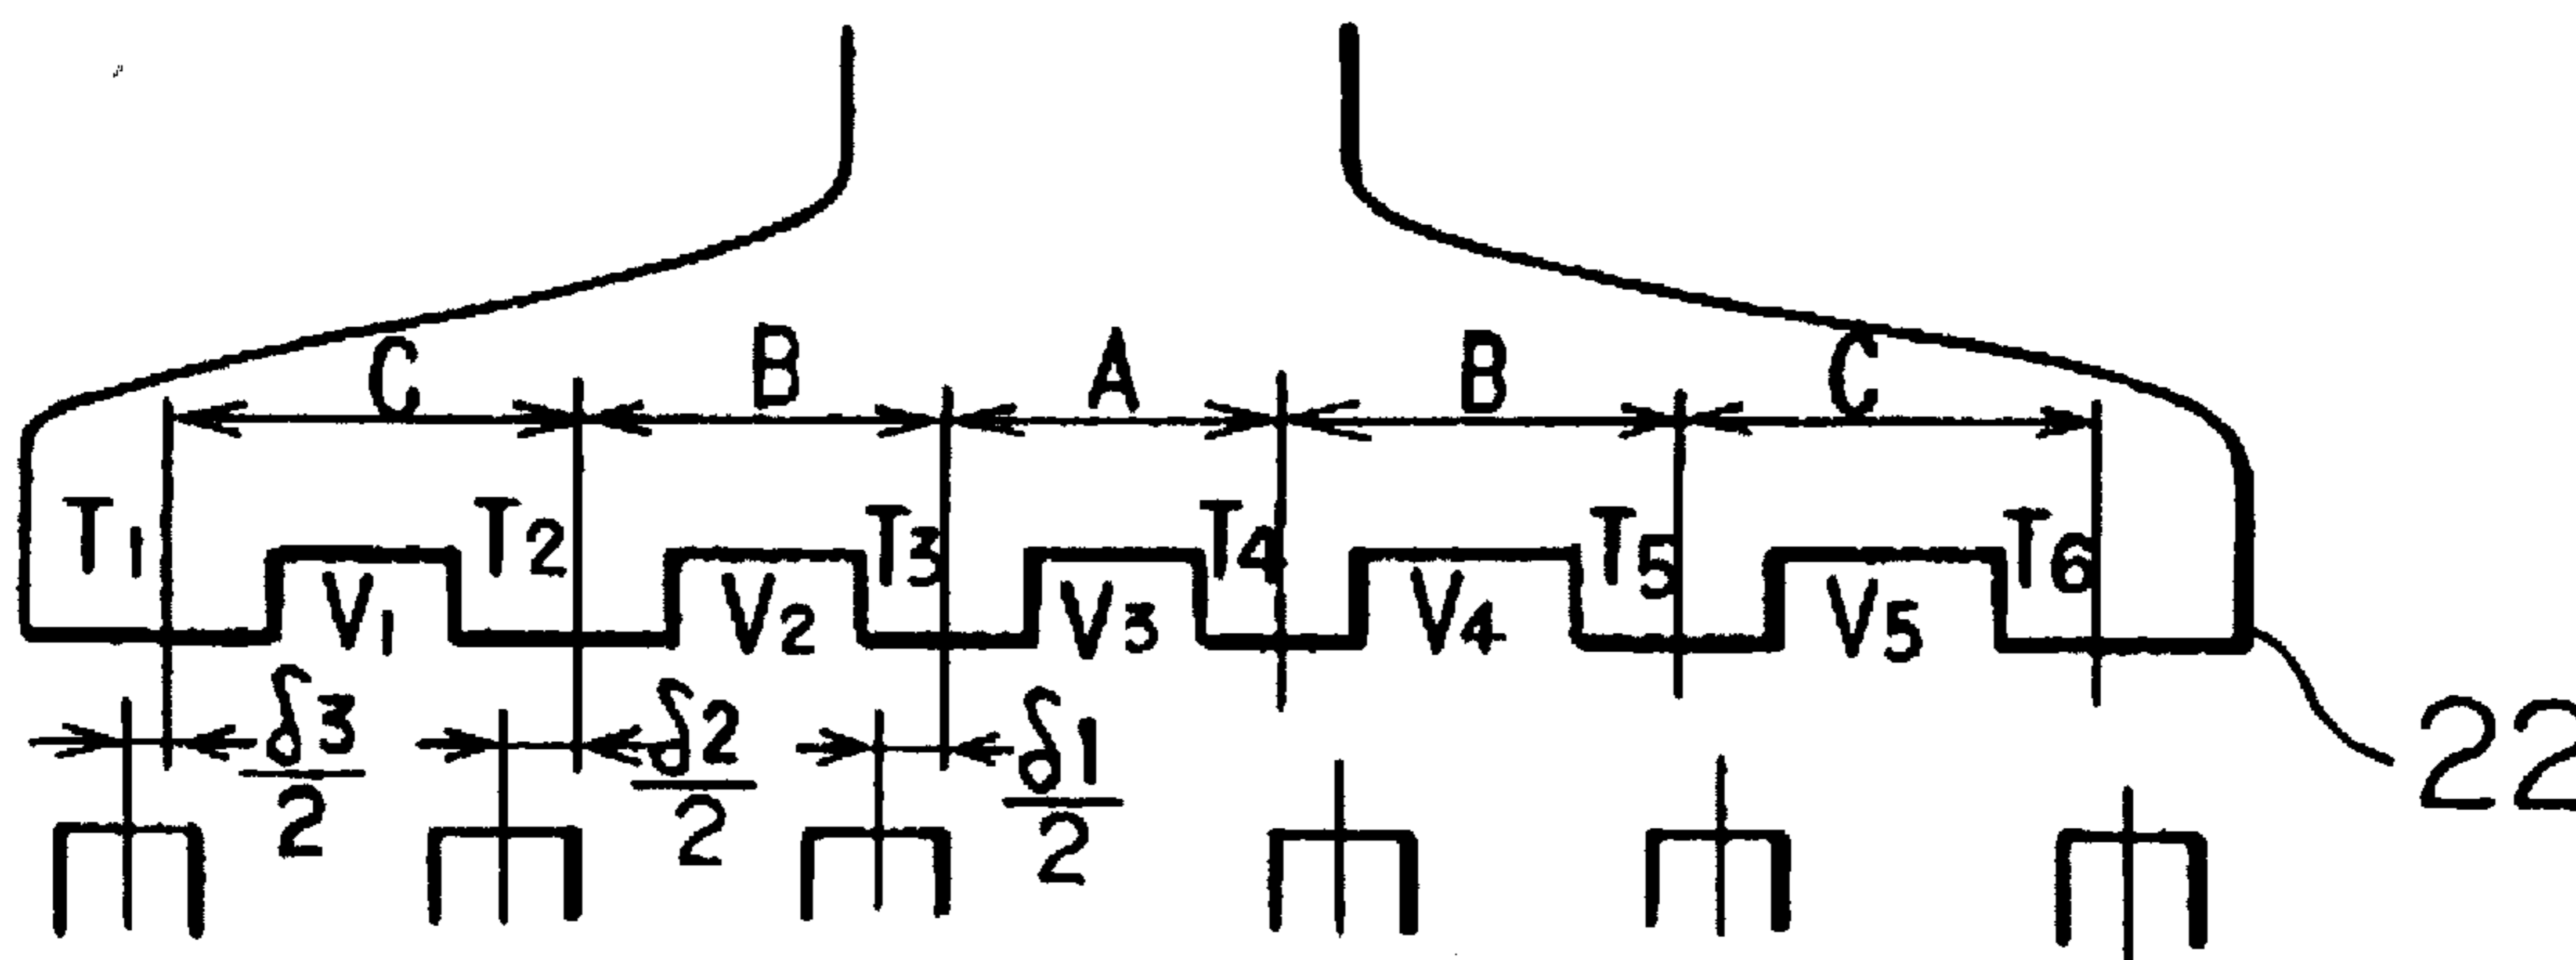 C B A B C
T1 T2 T3 T4 T5 T6
V1 V2 V3 V4 V5
δ3/2 δ2/2 δ1/2
22